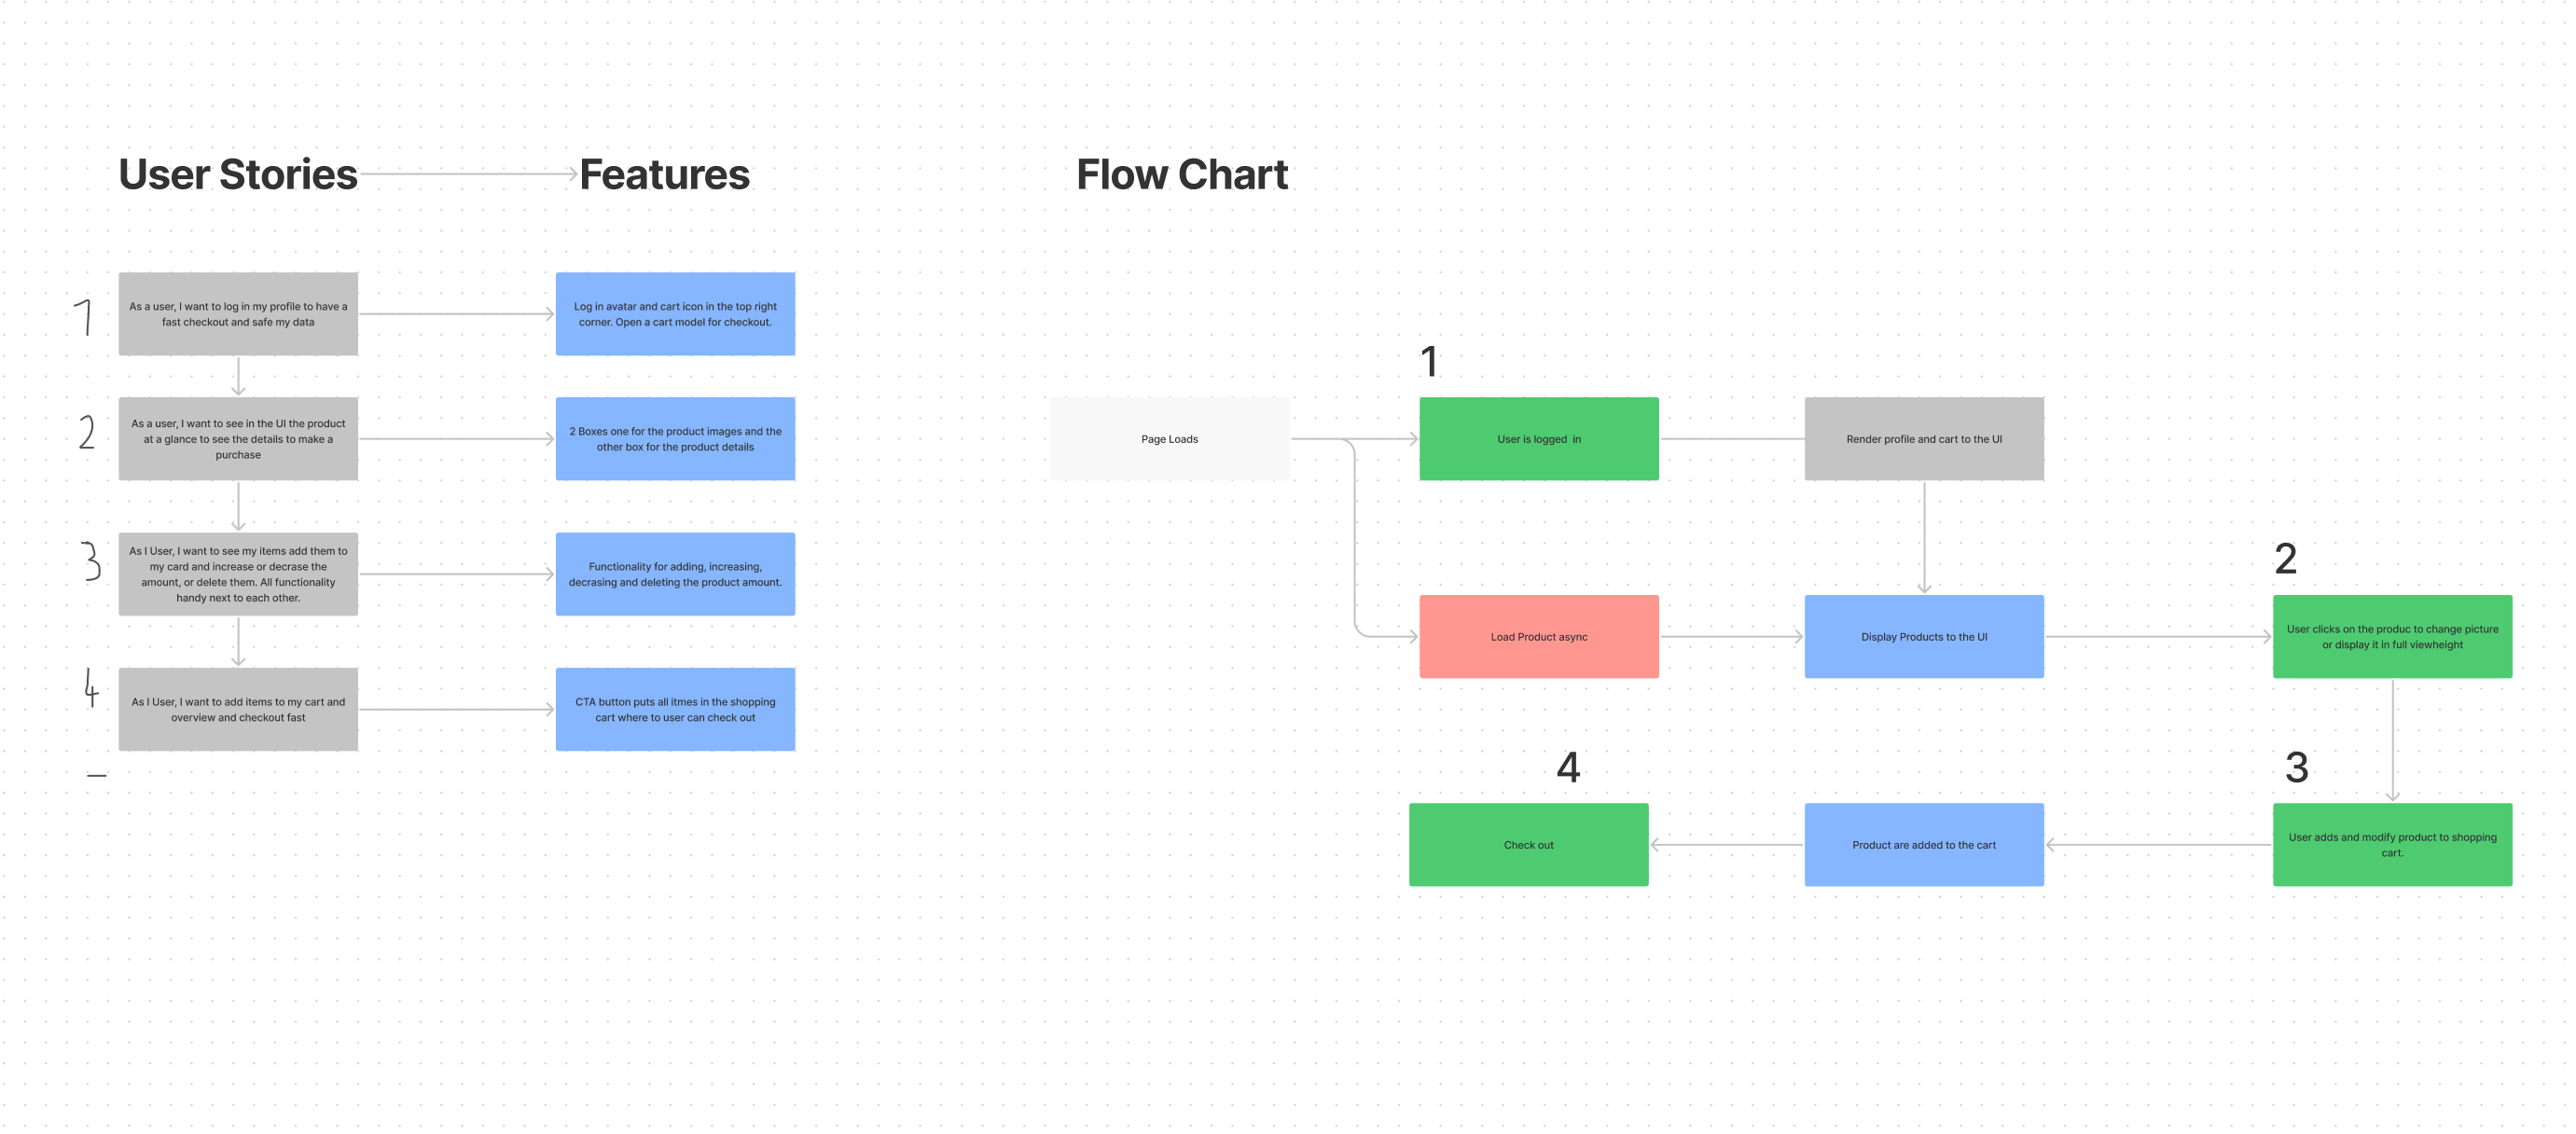 User Stories
Features
1
As a user, I want to log in my profile to have a
fast checkout and safe my data
Log in avatar and cart icon in the top right
corner. Open a cart model for checkout.
2
As a user, I want to see in the UI the product
at a glance to see the details to make a
purchase
2 Boxes one for the product images and the
other box for the product details
3
As I User, I want to see my items add them to
my card and increase or decrase the
amount, or delete them. All functionality
handy next to each other.
Functionality for adding, increasing,
decrasing and deleting the product amount.
4
As I User, I want to add items to my cart and
overview and checkout fast
CTA button puts all itmes in the shopping
cart where to user can check out
Flow Chart
Page Loads
1
User is logged in
Render profile and cart to the UI
Load Product async
Display Products to the UI
2
User clicks on the produc to change picture
or display it in full viewheight
3
User adds and modify product to shopping
cart.
Product are added to the cart
4
Check out